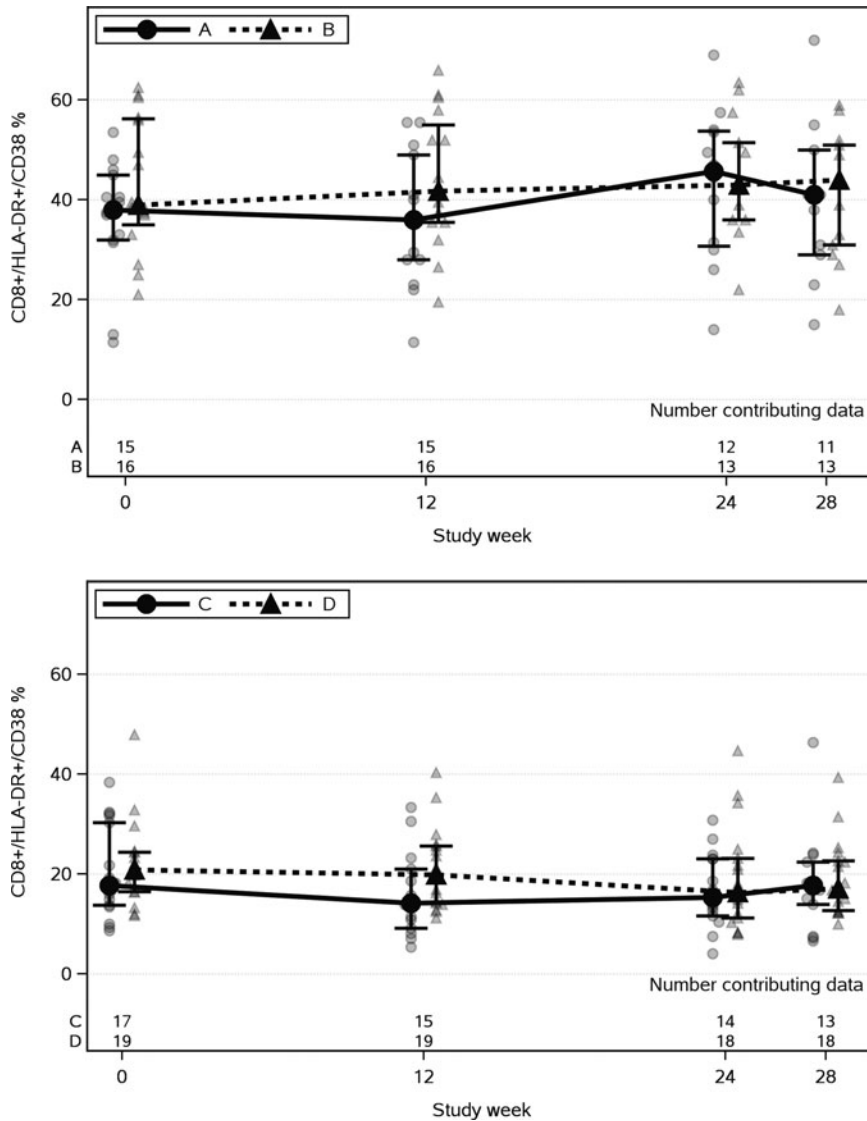 A B
CD8+/HLA-DR+/CD38 %
60
40
20
0
Number contributing data
A 15 15 12 11
B 16 16 13 13
0 12 24 28
Study week
C D
CD8+/HLA-DR+/CD38 %
60
40
20
0
Number contributing data
C 17 15 14 13
D 19 19 18 18
0 12 24 28
Study week